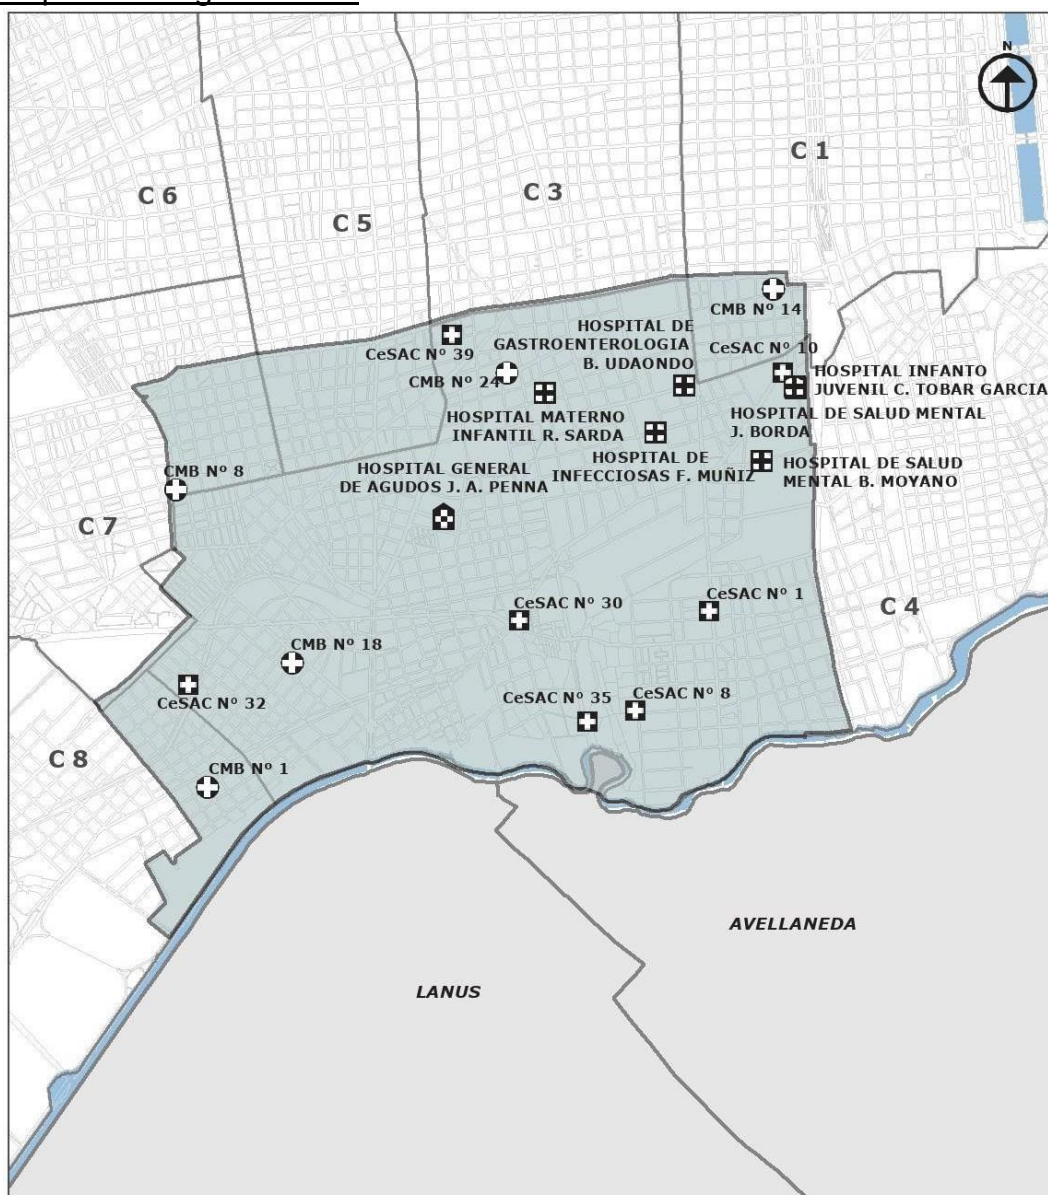 N
C 1
C 6
C 3
C 5
CMB Nº 14
HOSPITAL DE
GASTROENTEROLOGIA
B. UDAONDO
CeSAC Nº 10
CeSAC Nº 39
CMB Nº 24
HOSPITAL INFANTO
JUVENIL C. TOBAR GARCIA
HOSPITAL MATERNO
INFANTIL R. SARDA
HOSPITAL DE SALUD MENTAL
J. BORDA
HOSPITAL DE
INFECCIOSAS F. MUÑIZ
HOSPITAL DE SALUD
MENTAL B. MOYANO
CMB Nº 8
HOSPITAL GENERAL
DE AGUDOS J. A. PENNA
C 7
CeSAC Nº 30
CeSAC Nº 1
C 4
CMB Nº 18
CeSAC Nº 32
CeSAC Nº 35
CeSAC Nº 8
C 8
CMB Nº 1
AVELLANEDA
LANUS